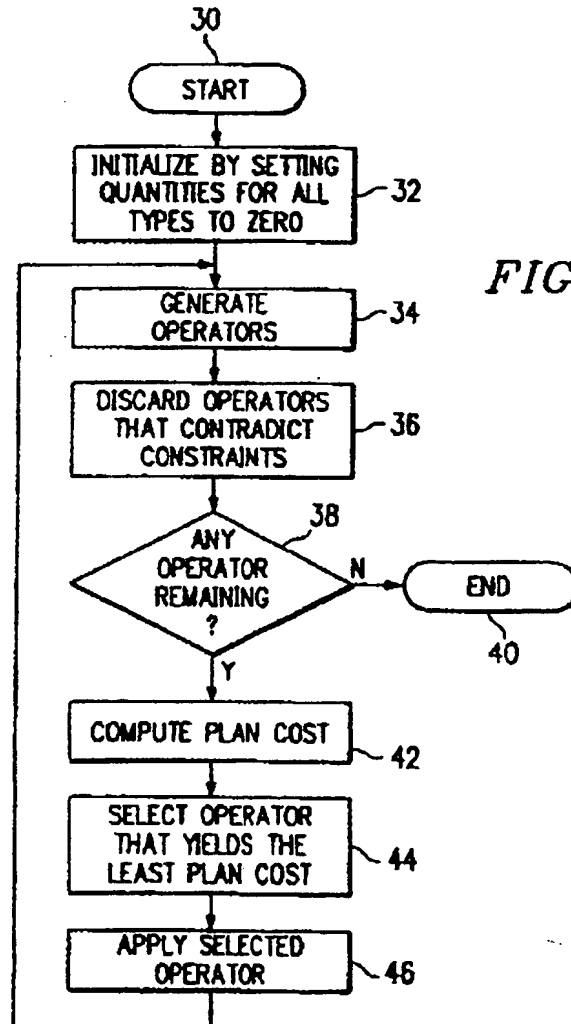 30
START
INITIALIZE BY SETTING
QUANTITIES FOR ALL
TYPES TO ZERO
32
FIG
GENERATE
OPERATORS
34
DISCARD OPERATORS
THAT CONTRADICT
CONSTRAINTS
36
38
ANY
OPERATOR
REMAINING
?
N
END
40
Y
COMPUTE PLAN COST
42
SELECT OPERATOR
THAT YIELDS THE
LEAST PLAN COST
44
APPLY SELECTED
OPERATOR
46